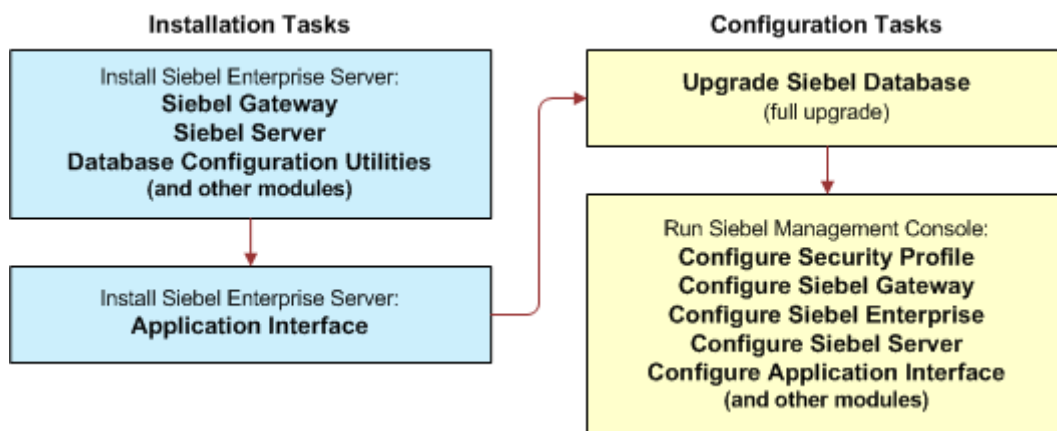 Installation Tasks
Install Siebel Enterprise Server:
Siebel Gateway
Siebel Server
Database Configuration Utilities
(and other modules)
Install Siebel Enterprise Server:
Application Interface
Configuration Tasks
Upgrade Siebel Database
(full upgrade)
Run Siebel Management Console:
Configure Security Profile
Configure Siebel Gateway
Configure Siebel Enterprise
Configure Siebel Server
Configure Application Interface
(and other modules)